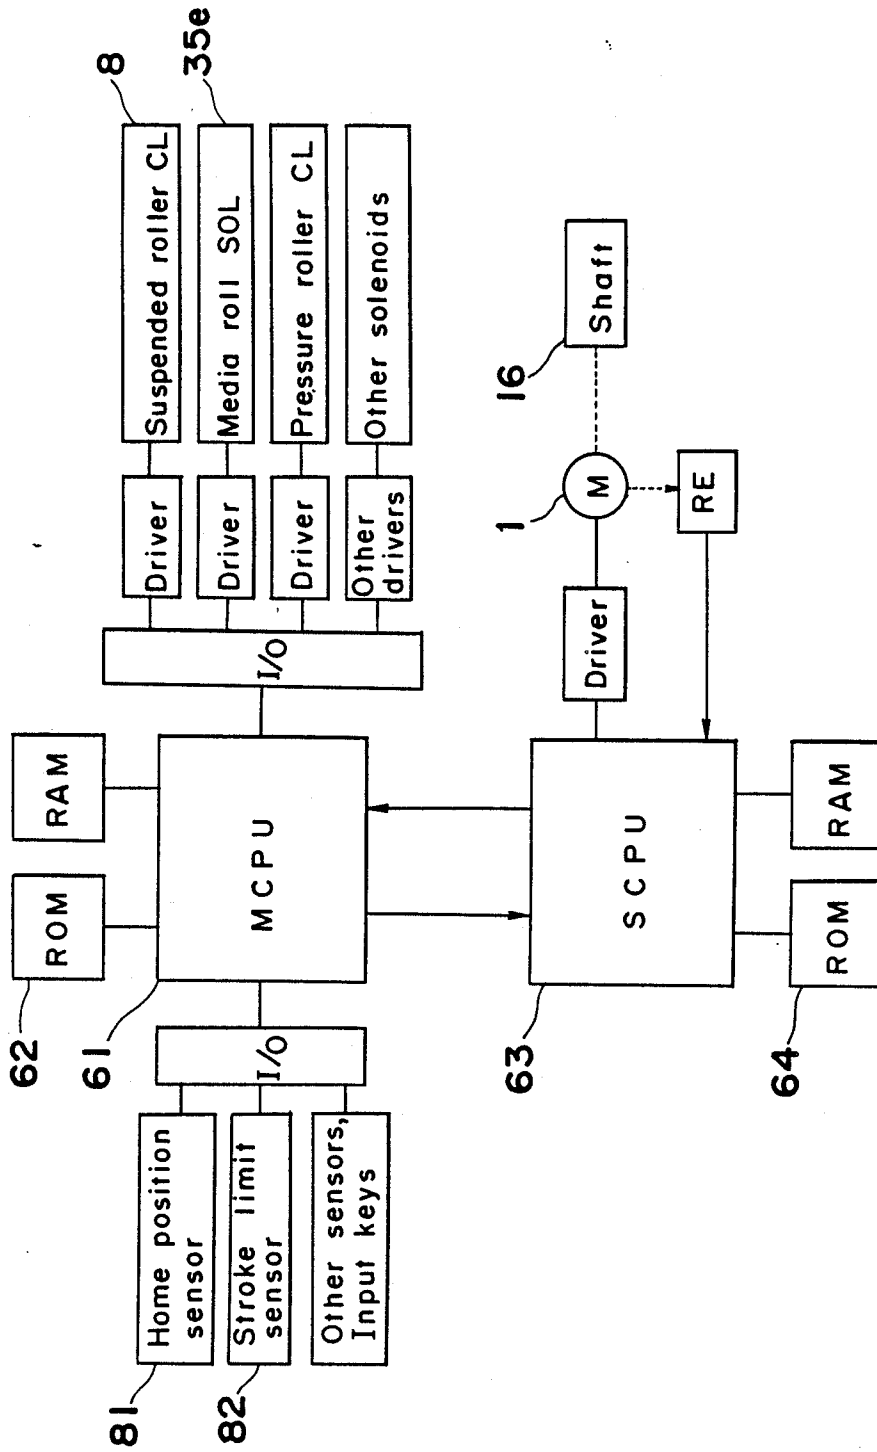 62
ROM
RAM
8
Suspended roller CL
35e
Media roll SOL
Pressure roller CL
Other solenoids
Driver
Driver
Driver
Other
drivers
I/O
61
MCPU
I/O
81
Home position
sensor
82
Stroke limit
sensor
Other sensors,
Input keys
63
SCPU
Driver
1
M
16
Shaft
RE
64
ROM
RAM